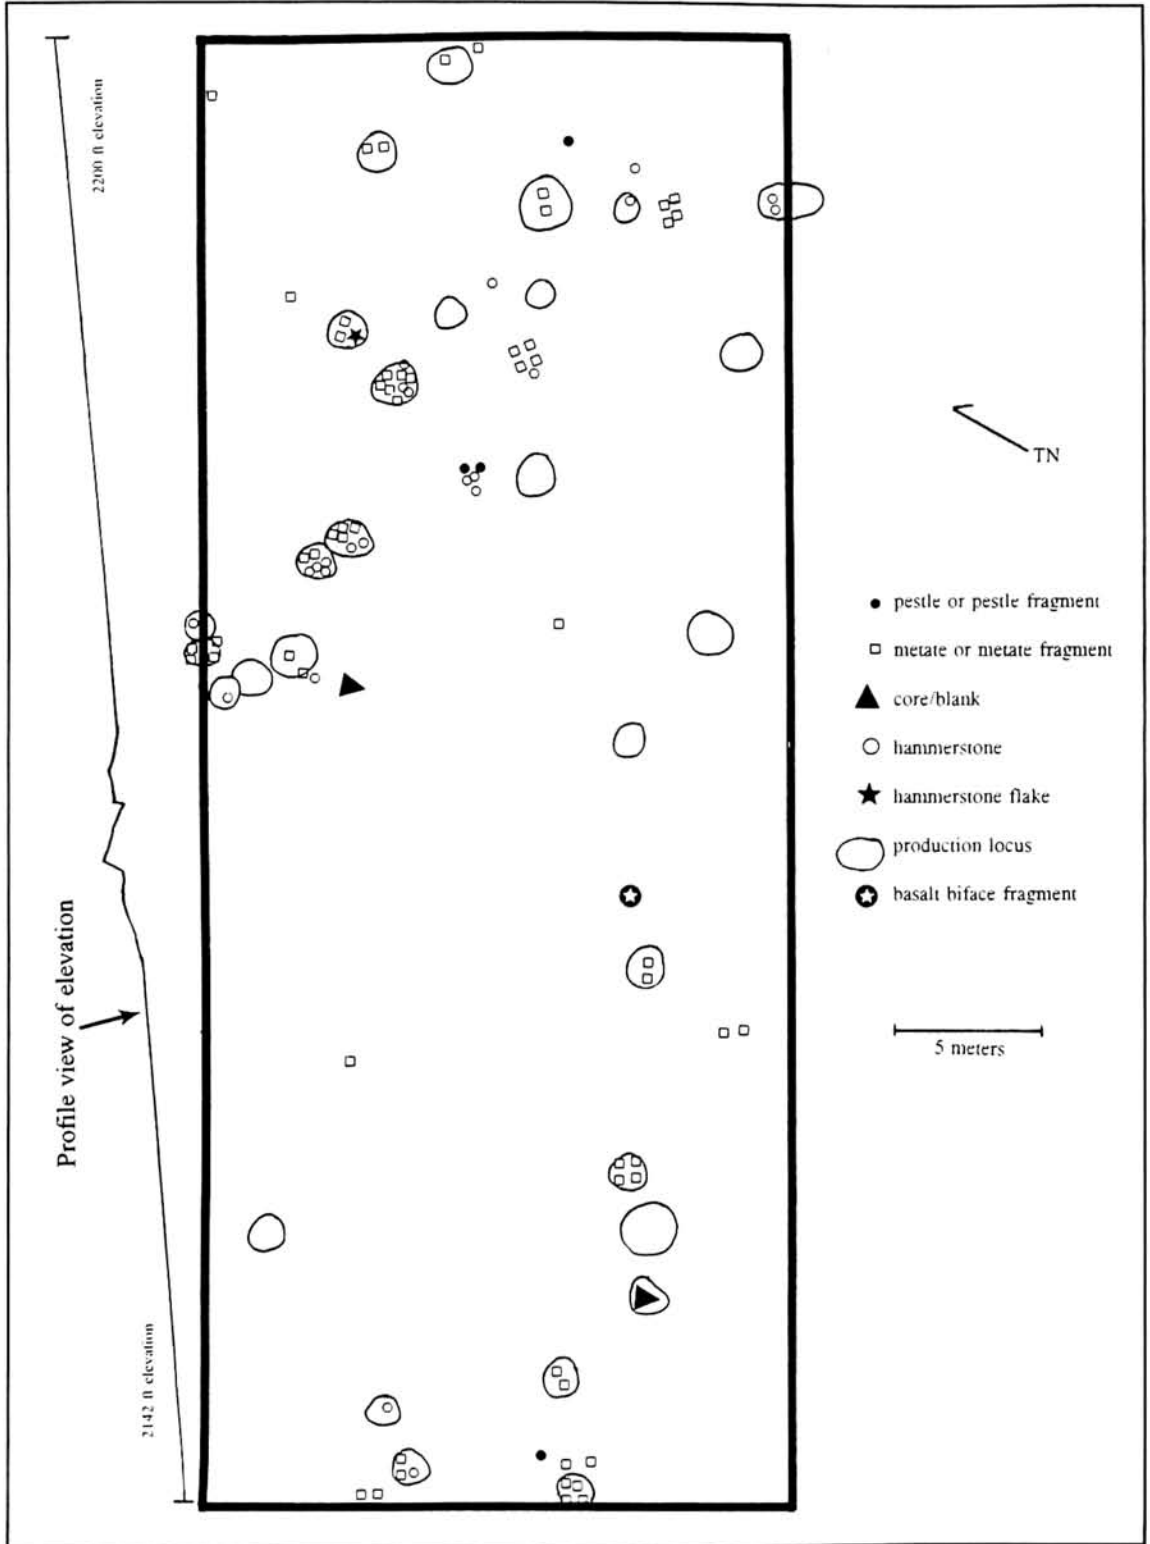 2200 ft elevation
TN
pestle or pestle fragment
metate or metate fragment
core/blank
hammerstone
hammerstone flake
production locus
basalt biface fragment
Profile view of elevation
5 meters
2142 ft elevation